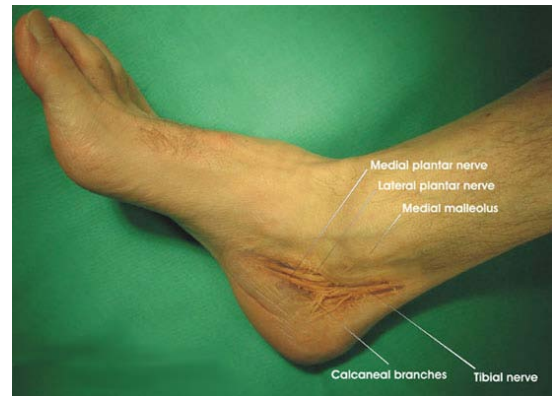 Medial plantar nerve
Lateral plantar nerve
Medial malleolus
Calcaneal branches
Tibial nerve